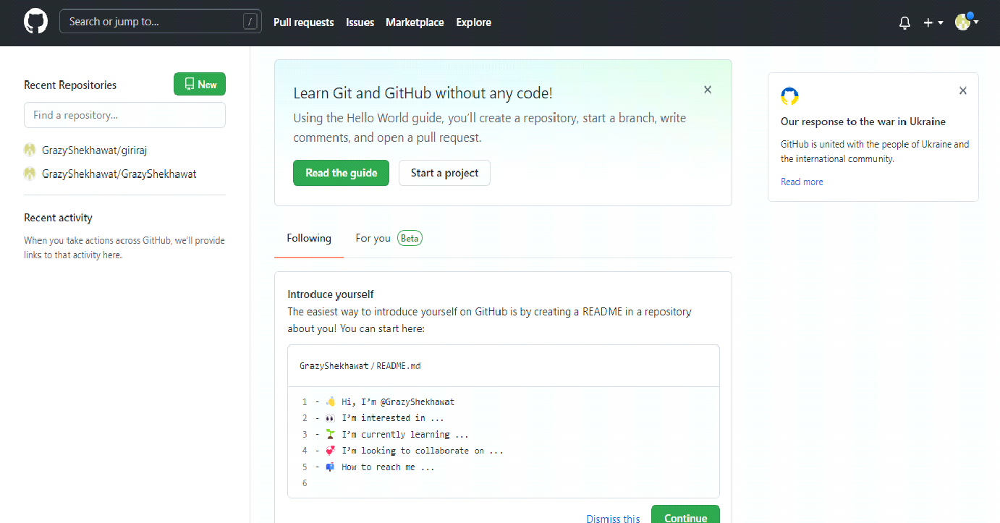 Search or jump to...
/
Pull requests
Issues
Marketplace
Explore
Recent Repositories
New
Find a repository...
GrazyShekhawat/giriraj
GrazyShekhawat/GrazyShekhawat
Recent activity
When you take actions across GitHub, we'll provide
links to that activity here.
Learn Git and GitHub without any code!
Using the Hello World guide, you'll create a repository, start a branch, write
comments, and open a pull request.
Read the guide
Start a project
Following
For you Beta
Introduce yourself
The easiest way to introduce yourself on GitHub is by creating a README in a repository
about you! You can start here:
GrazyShekhawat / README.md
1 - 👋 Hi, I'm @GrazyShekhawat
2 - 👀 I'm interested in ...
3 - 🌱 I'm currently learning ...
4 - 💞️ I'm looking to collaborate on ...
5 - 📫 How to reach me ...
6
Dismiss this
Continue
Our response to the war in Ukraine
GitHub is united with the people of Ukraine and
the international community.
Read more